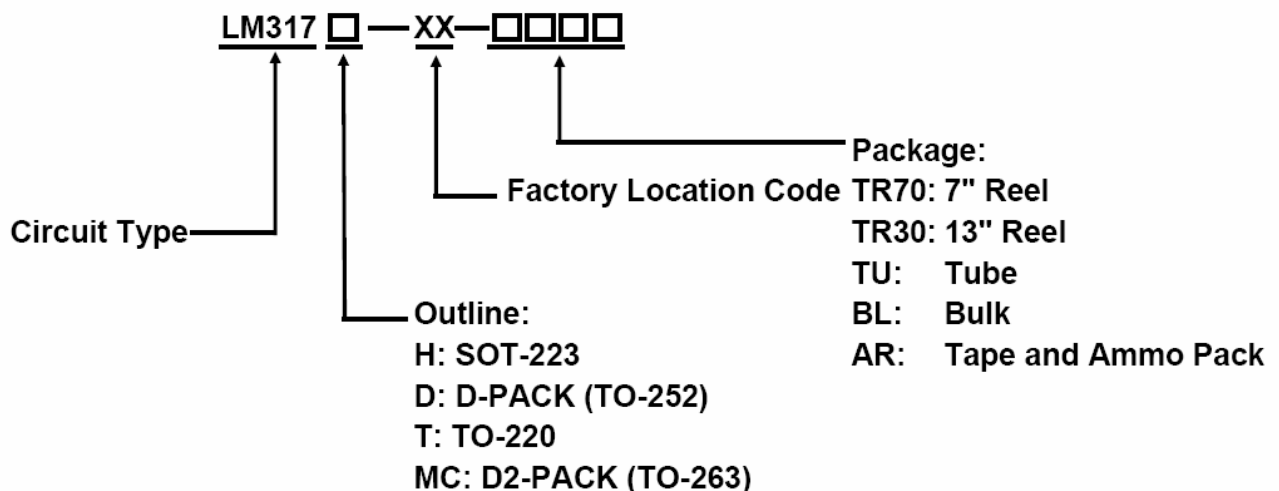 LM317 □ — XX — □□□□
Package:
Factory Location Code
TR70: 7" Reel
Circuit Type
TR30: 13" Reel
TU: Tube
Outline:
BL: Bulk
H: SOT-223
AR: Tape and Ammo Pack
D: D-PACK (TO-252)
T: TO-220
MC: D2-PACK (TO-263)